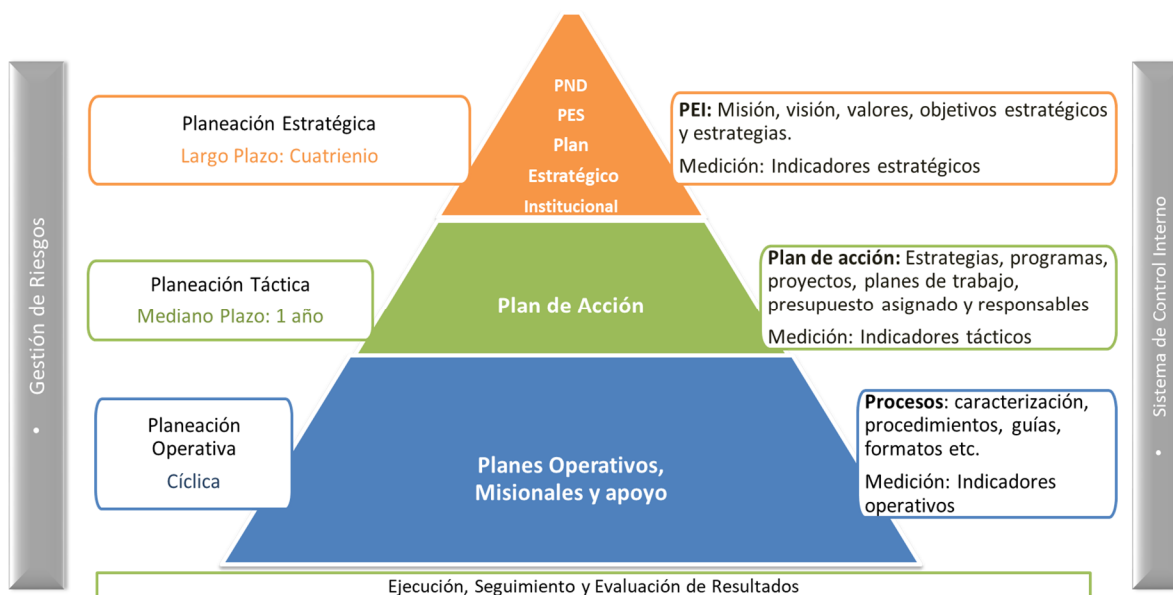 • Gestión de Riesgos
Planeación Estratégica
Largo Plazo: Cuatrienio
PND
PES
Plan
Estratégico
Institucional
PEI: Misión, visión, valores, objetivos estratégicos
y estrategias.
Medición: Indicadores estratégicos
Planeación Táctica
Mediano Plazo: 1 año
Plan de Acción
Plan de acción: Estrategias, programas,
proyectos, planes de trabajo,
presupuesto asignado y responsables
Medición: Indicadores tácticos
Planeación
Operativa
Cíclica
Planes Operativos,
Misionales y apoyo
Procesos: caracterización,
procedimientos, guías,
formatos etc.
Medición: Indicadores
operativos
• Sistema de Control Interno
Ejecución, Seguimiento y Evaluación de Resultados